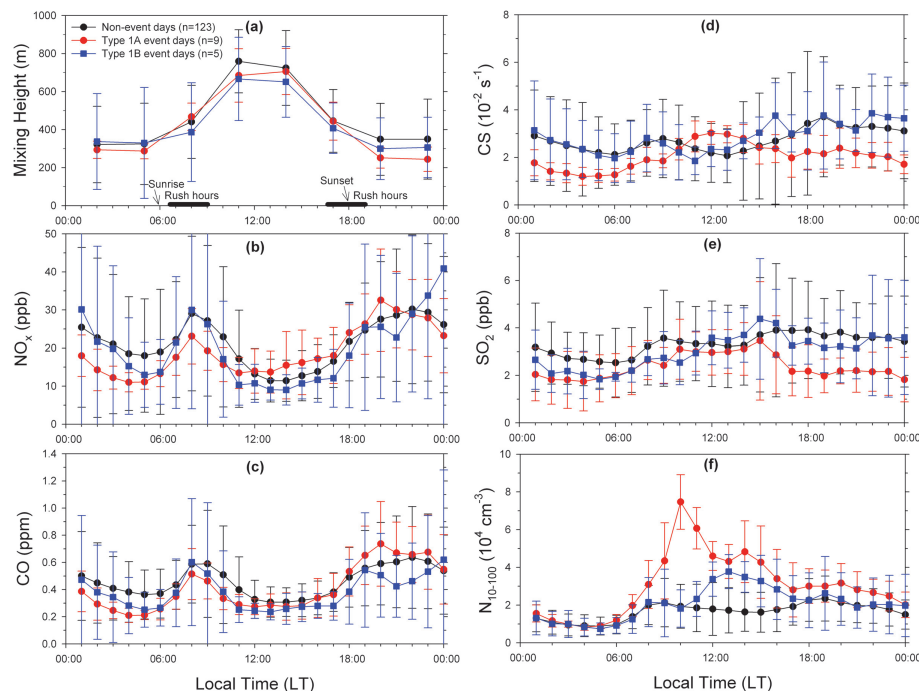 (a)
Non-event days (n=123)
Type 1A event days (n=9)
Type 1B event days (n=5)
Mixing Height (m)
1000
800
600
400
200
0
Sunrise
Rush hours
Sunset
Rush hours
00:00 06:00 12:00 18:00 00:00
(b)
NOx (ppb)
50
40
30
20
10
0
00:00 06:00 12:00 18:00 00:00
(c)
CO (ppm)
1.4
1.2
1.0
0.8
0.6
0.4
0.2
0.0
00:00 06:00 12:00 18:00 00:00
Local Time (LT)
(d)
CS (10⁻² s⁻¹)
8
6
4
2
0
00:00 06:00 12:00 18:00 00:00
(e)
SO₂ (ppb)
8
6
4
2
0
00:00 06:00 12:00 18:00 00:00
(f)
N₁₀₋₁₀₀ (10⁴ cm⁻³)
10
8
6
4
2
0
00:00 06:00 12:00 18:00 00:00
Local Time (LT)